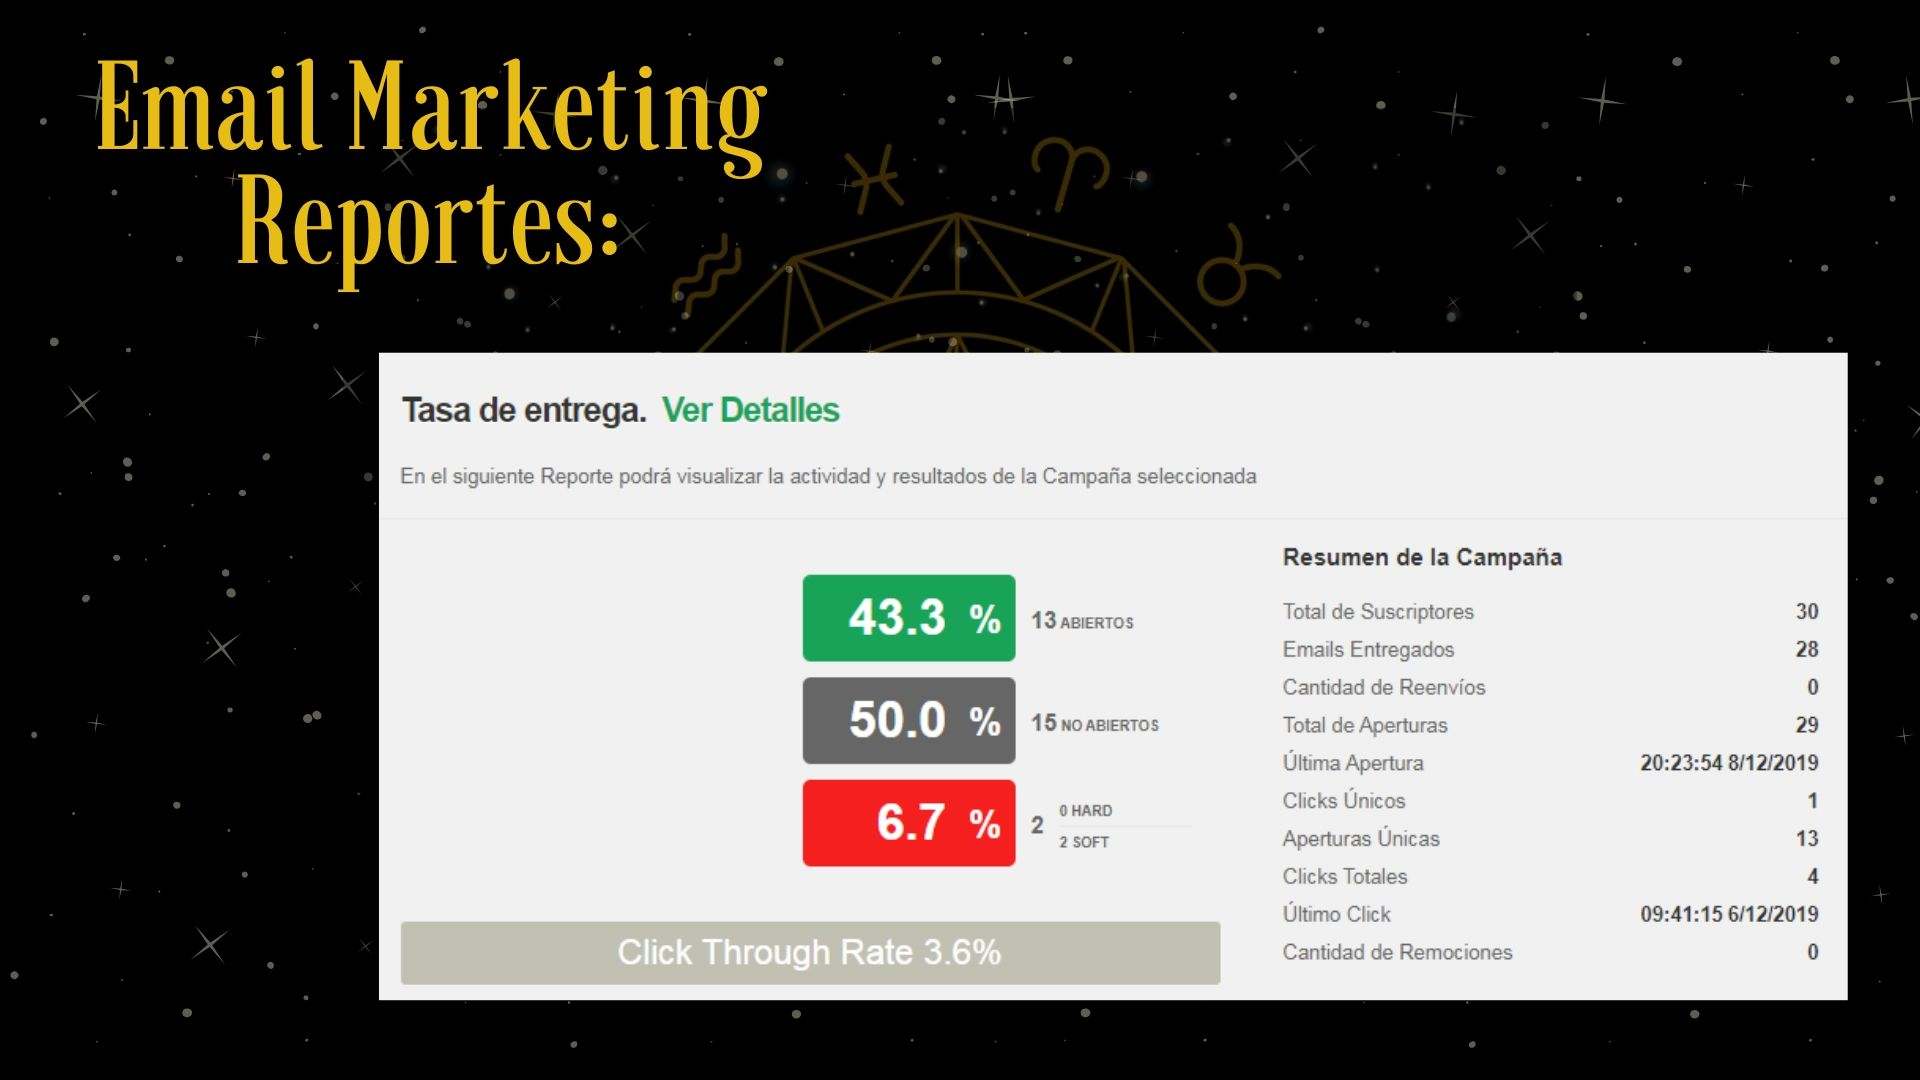 Email Marketing
Reportes:
Tasa de entrega. Ver Detalles
En el siguiente Reporte podrá visualizar la actividad y resultados de la Campaña seleccionada
43.3 % 13 ABIERTOS
50.0 % 15 NO ABIERTOS
6.7 % 2 0 HARD
2 SOFT
Click Through Rate 3.6%
Resumen de la Campaña
Total de Suscriptores 30
Emails Entregados 28
Cantidad de Reenvíos 0
Total de Aperturas 29
Última Apertura 20:23:54 8/12/2019
Clicks Únicos 1
Aperturas Únicas 13
Clicks Totales 4
Último Click 09:41:15 6/12/2019
Cantidad de Remociones 0